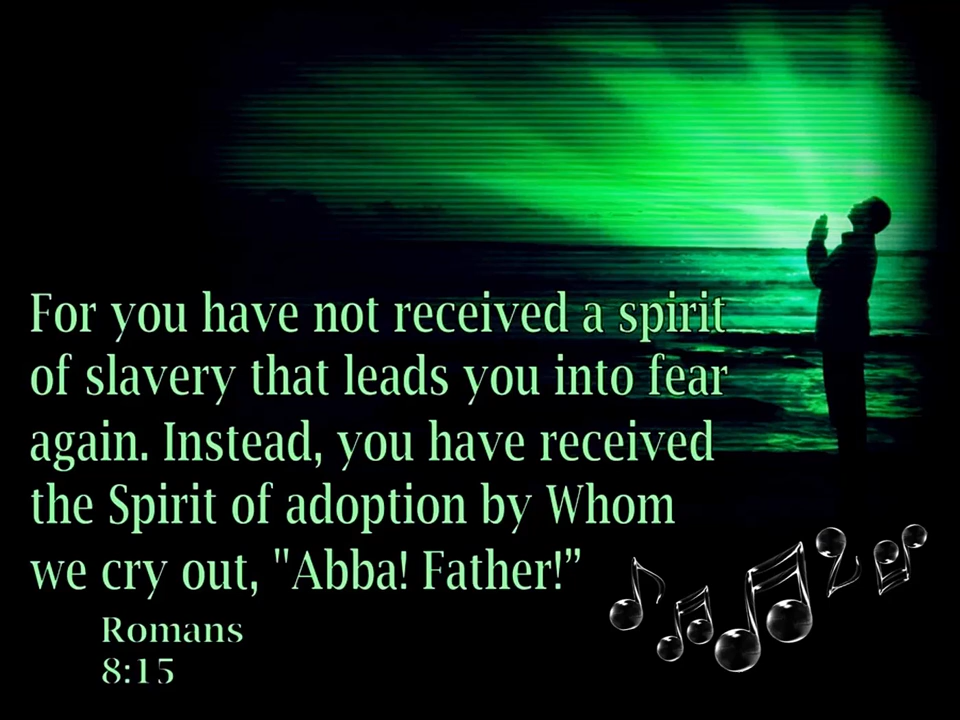 For you have not received a spirit
of slavery that leads you into fear
again. Instead, you have received
the Spirit of adoption by Whom
we cry out, "Abba! Father!”
Romans
8:15